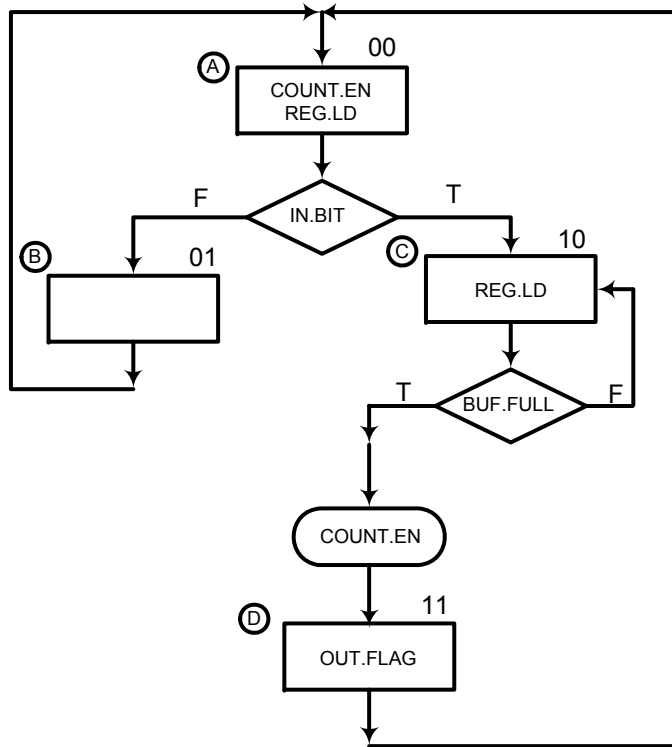 00
A
COUNT.EN
REG.LD
F
IN.BIT
T
B
01
C
10
REG.LD
T
BUF.FULL
F
COUNT.EN
D
11
OUT.FLAG